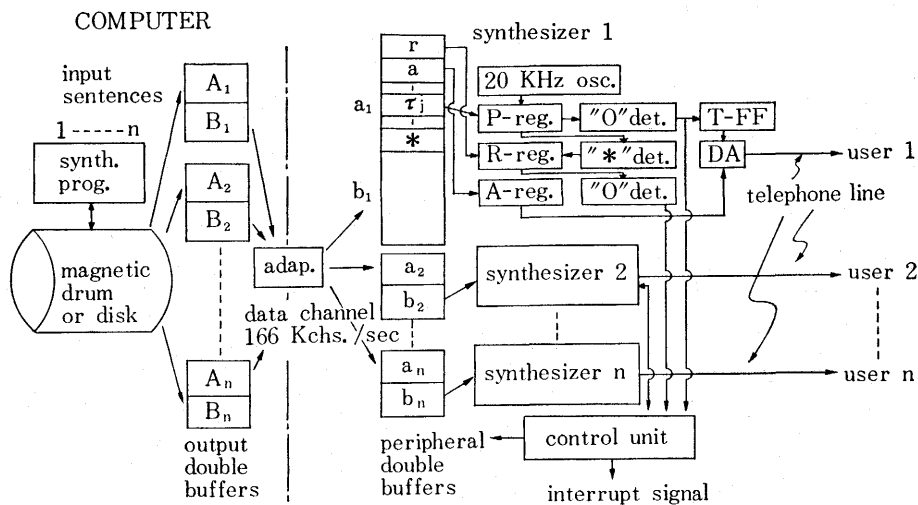 COMPUTER
input
sentences
1 ----- n
synth.
prog.
magnetic
drum
or disk
A₁
B₁
A₂
B₂
Aₙ
Bₙ
output
double
buffers
adap.
data channel
166 Kchs./sec
a₁
b₁
r
a
τj
*
synthesizer 1
20 KHz osc.
P-reg.
"O"det.
T-FF
R-reg.
"*"det.
DA
A-reg.
"O"det.
user 1
telephone line
a₂
b₂
synthesizer 2
user 2
aₙ
bₙ
synthesizer n
user n
peripheral
double
buffers
control unit
interrupt signal